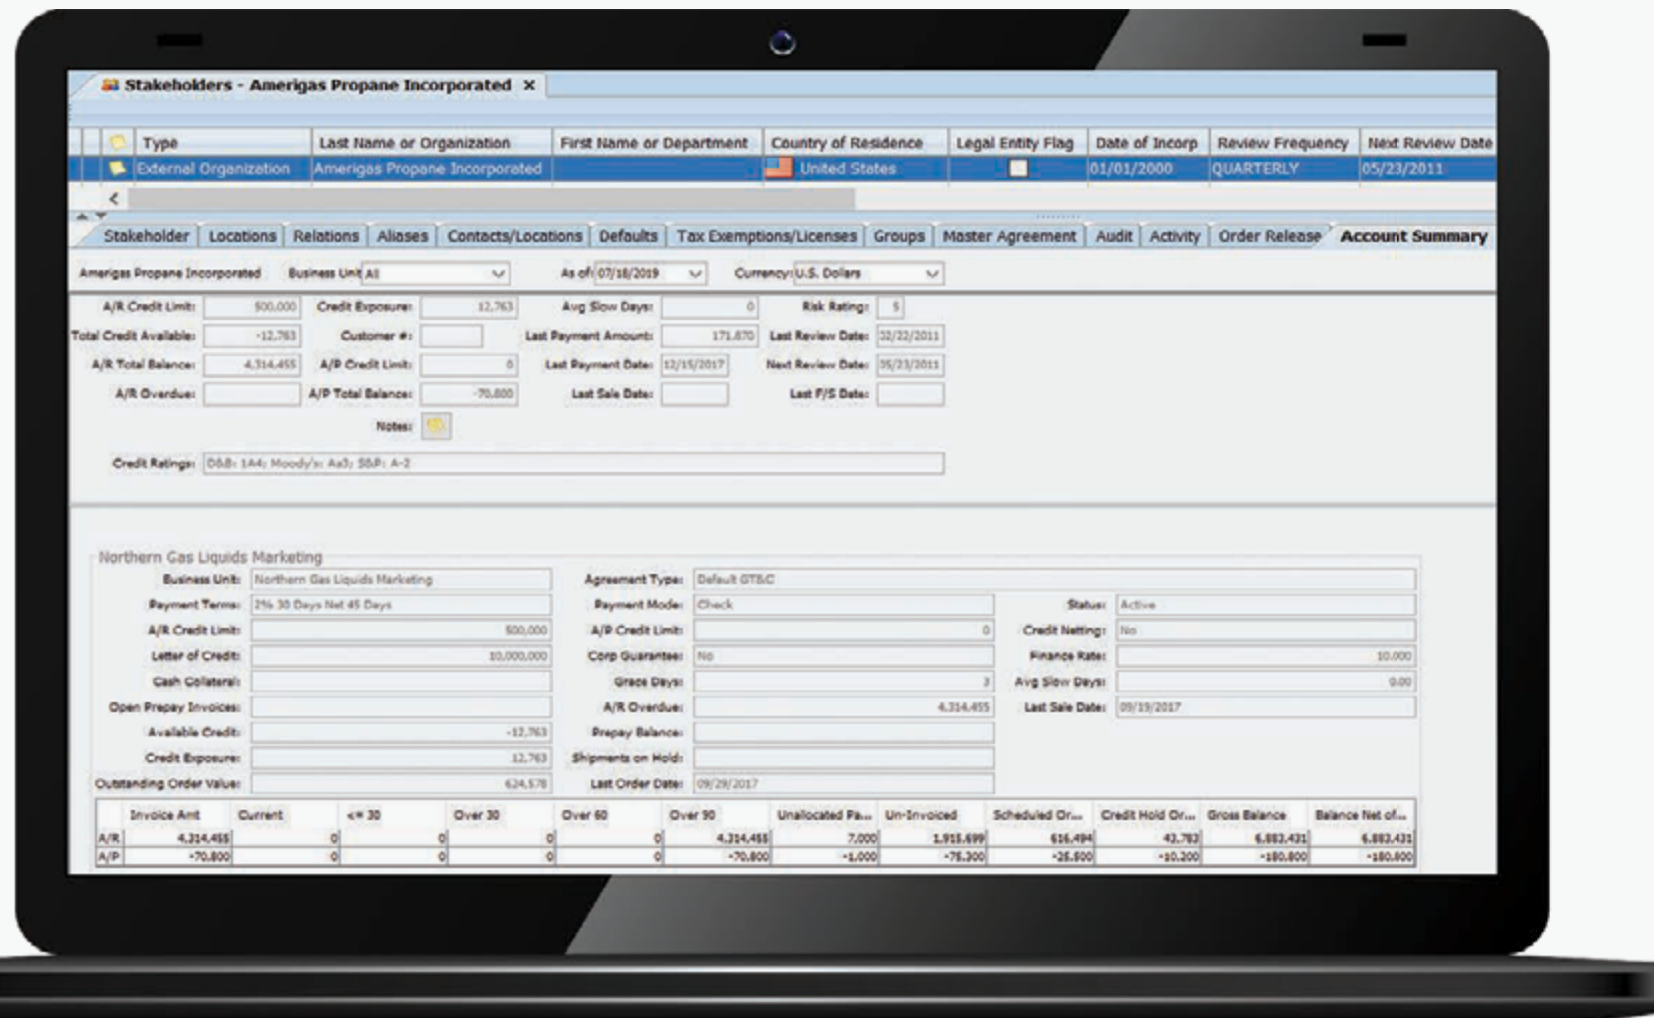 Stakeholders - Amerigas Propane Incorporated x
Type Last Name or Organization First Name or Department Country of Residence Legal Entity Flag Date of Incorp Review Frequency Next Review Date
External Organization Amerigas Propane Incorporated United States 01/01/2000 QUARTERLY 05/23/2011
Stakeholder Locations Relations Aliases Contacts/Locations Defaults Tax Exemptions/Licenses Groups Master Agreement Audit Activity Order Release Account Summary
Amerigas Propane Incorporated Business Unit All As of: 07/18/2019 Currency: U.S. Dollars
A/R Credit Limit: 500,000 Credit Exposure: 12,763 Avg Slow Days: 0 Risk Rating: 5
Total Credit Available: -12,763 Customer #: Last Payment Amount: 171,870 Last Review Date: 02/22/2011
A/R Total Balance: 4,314,455 A/P Credit Limit: 0 Last Payment Date: 12/15/2017 Next Review Date: 05/23/2011
A/R Overdue: A/P Total Balance: -70,800 Last Sale Date: Last F/S Date:
Notes:
Credit Ratings: D&B: 1A4; Moody's: Aa3; S&P: A-2
Northern Gas Liquids Marketing
Business Unit: Northern Gas Liquids Marketing Agreement Type: Default GT&C
Payment Terms: 2% 30 Days Net 45 Days Payment Mode: Check Status: Active
A/R Credit Limit: 500,000 A/P Credit Limit: 0 Credit Netting: No
Letter of Credit: 10,000,000 Corp Guarantee: No Finance Rate: 10.000
Cash Collateral: Grace Days: 3 Avg Slow Days: 0.00
Open Prepay Invoices: A/R Overdue: 4,314,455 Last Sale Date: 09/19/2017
Available Credit: -12,763 Prepay Balance:
Credit Exposure: 12,763 Shipments on Hold:
Outstanding Order Value: 624,578 Last Order Date: 09/29/2017
Invoice Amt Current <= 30 Over 30 Over 60 Over 90 Unallocated Pa... Un-Invoiced Scheduled Or... Credit Hold Or... Gross Balance Balance Net of...
A/R 4,314,455 0 0 0 0 4,314,455 7,000 1,915,699 616,494 43,783 6,883,431 6,883,431
A/P -70,800 0 0 0 0 -70,800 -1,000 -75,300 -25,500 -10,200 -180,800 -180,800